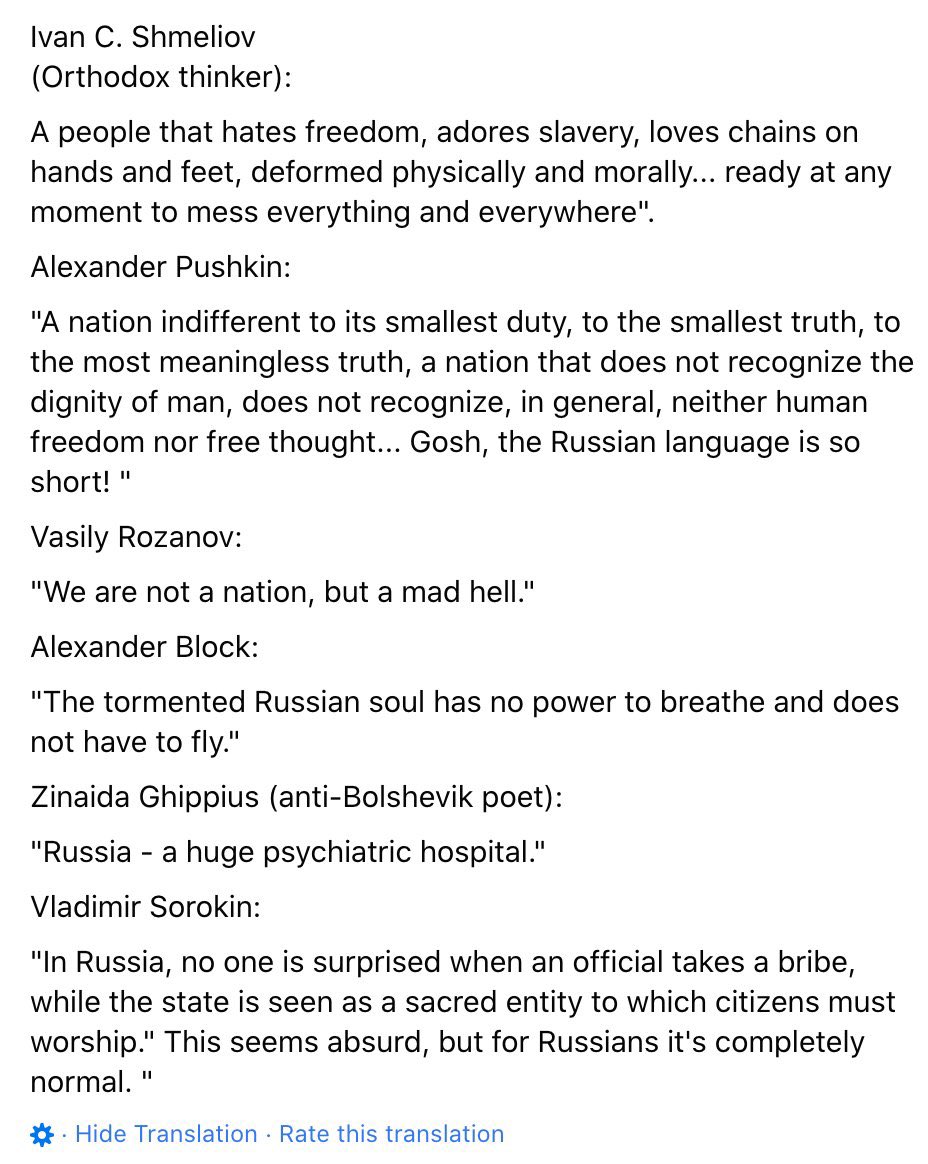 Ivan C. Shmeliov
(Orthodox thinker):
A people that hates freedom, adores slavery, loves chains on
hands and feet, deformed physically and morally... ready at any
moment to mess everything and everywhere".
Alexander Pushkin:
"A nation indifferent to its smallest duty, to the smallest truth, to
the most meaningless truth, a nation that does not recognize the
dignity of man, does not recognize, in general, neither human
freedom nor free thought... Gosh, the Russian language is so
short! "
Vasily Rozanov:
"We are not a nation, but a mad hell."
Alexander Block:
"The tormented Russian soul has no power to breathe and does
not have to fly."
Zinaida Ghippius (anti-Bolshevik poet):
"Russia - a huge psychiatric hospital."
Vladimir Sorokin:
"In Russia, no one is surprised when an official takes a bribe,
while the state is seen as a sacred entity to which citizens must
worship." This seems absurd, but for Russians it's completely
normal. "
· Hide Translation · Rate this translation